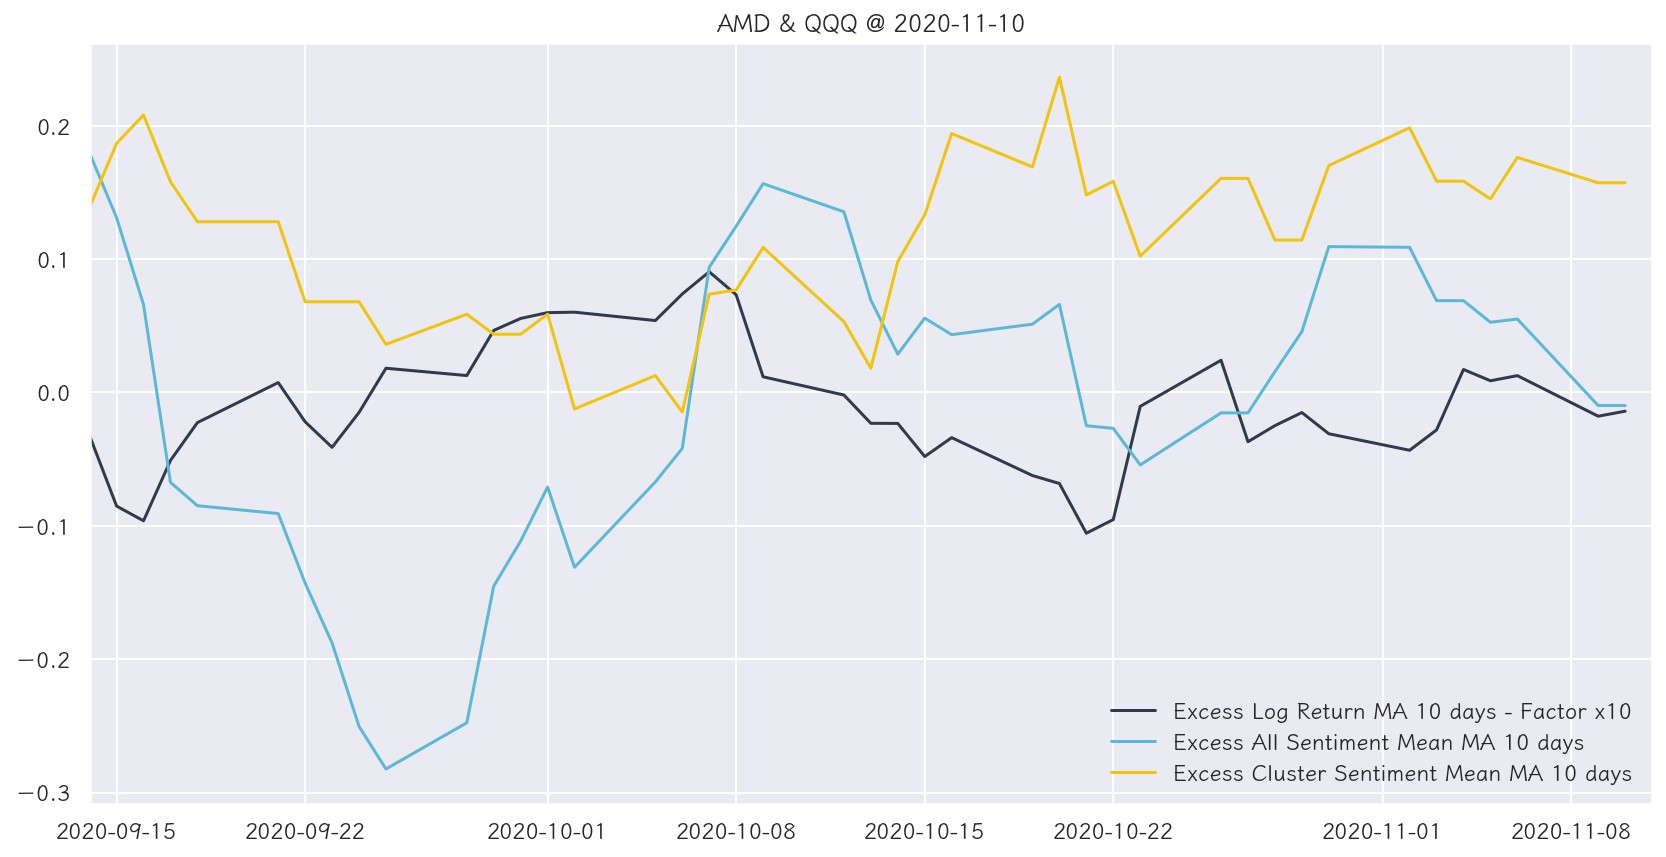 AMD & QQQ @ 2020-11-10
0.2
0.1
0.0
−0.1
−0.2
−0.3
Excess Log Return MA 10 days - Factor x10
Excess All Sentiment Mean MA 10 days
Excess Cluster Sentiment Mean MA 10 days
2020-09-15 2020-09-22 2020-10-01 2020-10-08 2020-10-15 2020-10-22 2020-11-01 2020-11-08